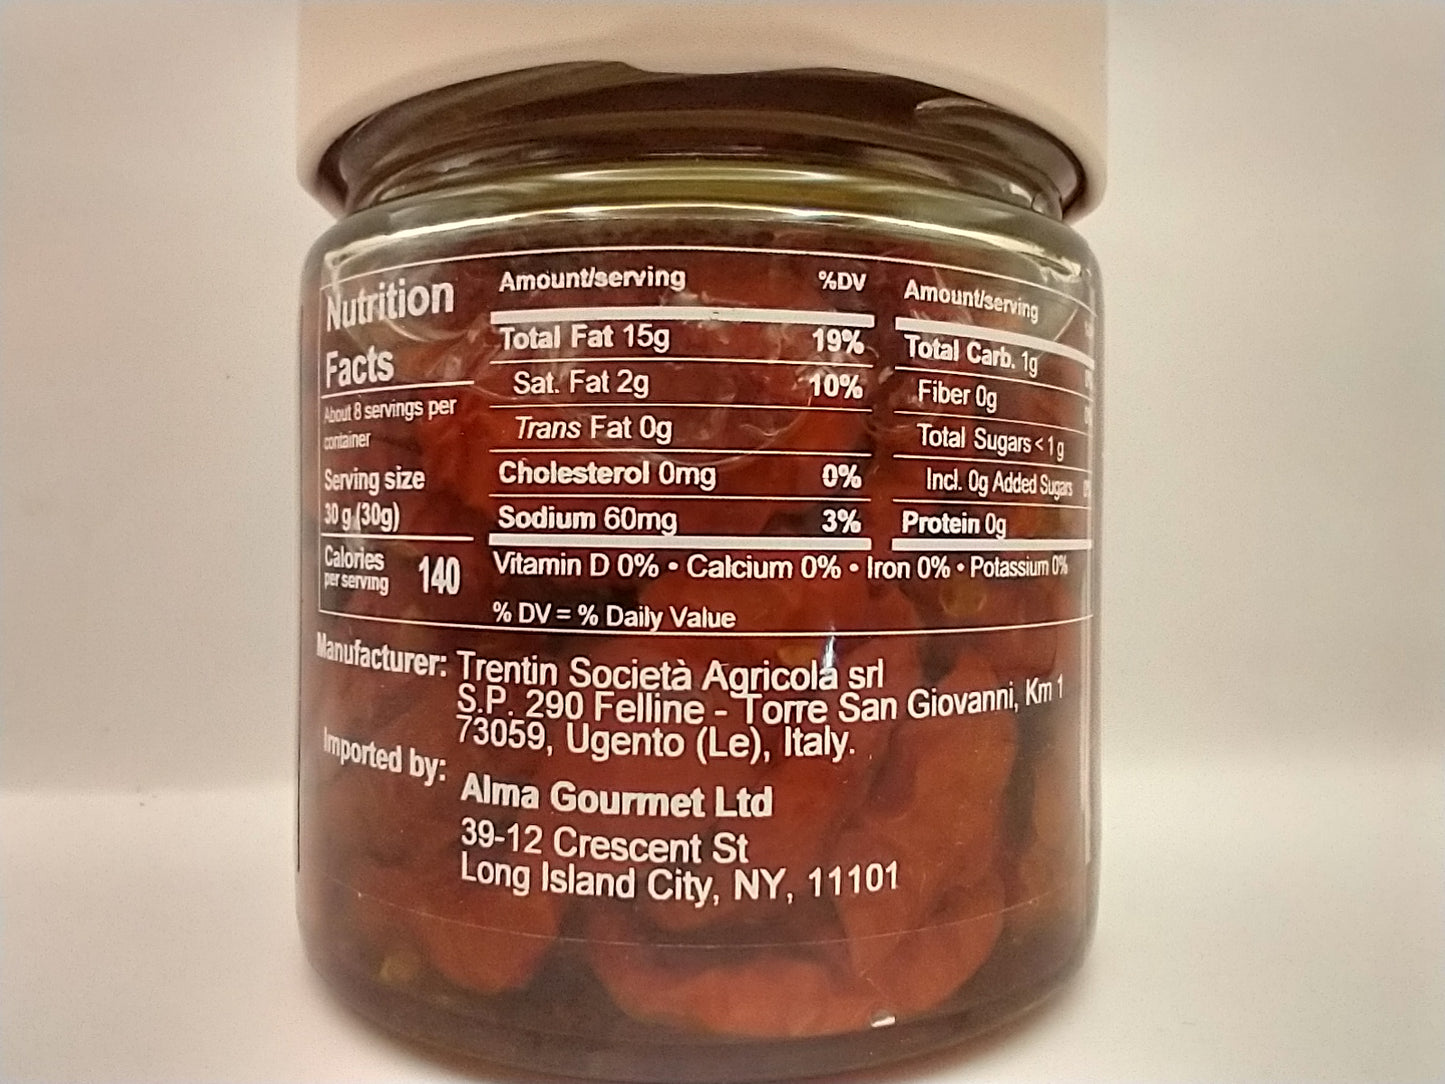 Nutrition
Facts
About 8 servings per
container
Serving size
30 g (30g)
Calories
per serving 140
Amount/serving %DV
Total Fat 15g 19%
Sat. Fat 2g 10%
Trans Fat 0g
Cholesterol 0mg 0%
Sodium 60mg 3%
Amount/serving
Total Carb. 1g
Fiber 0g
Total Sugars < 1 g
Incl. 0g Added Sugars
Protein 0g
Vitamin D 0% • Calcium 0% • Iron 0% • Potassium 0%
% DV = % Daily Value
Manufacturer: Trentin Società Agricola srl
S.P. 290 Felline - Torre San Giovanni, Km 1
73059, Ugento (Le), Italy.
Imported by:
Alma Gourmet Ltd
39-12 Crescent St
Long Island City, NY, 11101